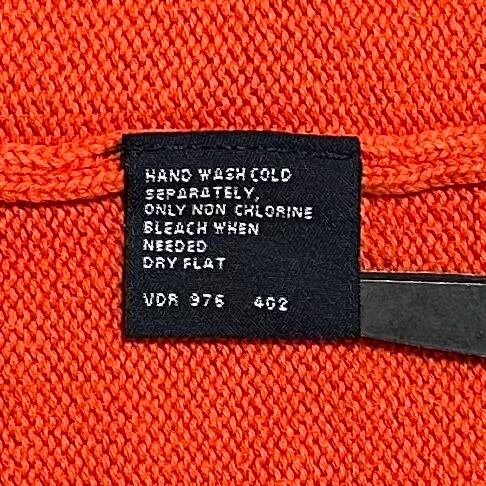 HAND WASH COLD
SEPARATELY,
ONLY NON CHLORINE
BLEACH WHEN
NEEDED
DRY FLAT
VDR 976 402